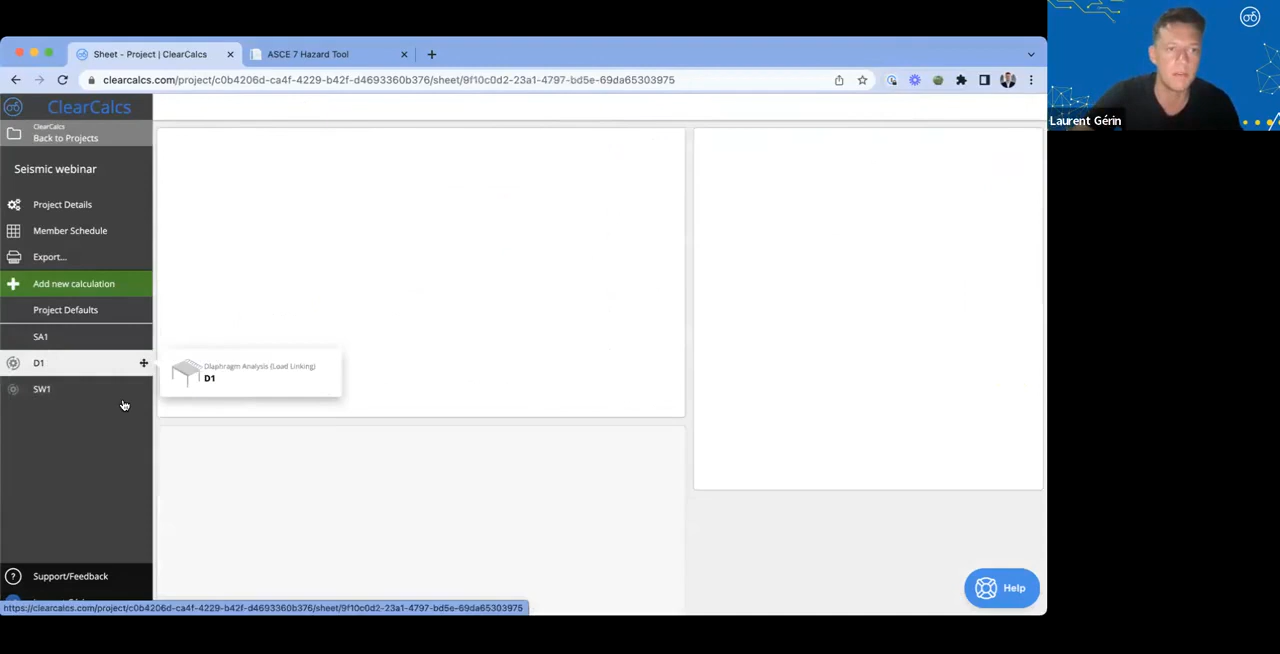 Sheet - Project | ClearCalcs
ASCE 7 Hazard Tool
clearcalcs.com/project/c0b4206d-ca4f-4229-b42f-d4693360b376/sheet/9f10c0d2-23a1-4797-bd5e-69da65303975
Laurent Gérin
ClearCalcs
ClearCalcs
Back to Projects
Seismic webinar
Project Details
Member Schedule
Export...
Add new calculation
Project Defaults
SA1
D1
Diaphragm Analysis (Load Linking)
D1
SW1
Support/Feedback
Help
https://clearcalcs.com/project/c0b4206d-ca4f-4229-b42f-d4693360b376/sheet/9f10c0d2-23a1-4797-bd5e-69da65303975